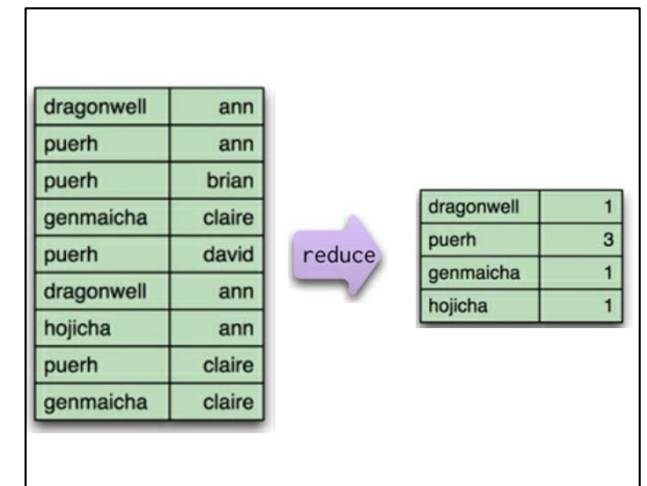 dragonwell ann
puerh ann
puerh brian
genmaicha claire
puerh david
dragonwell ann
hojicha ann
puerh claire
genmaicha claire
reduce
dragonwell 1
puerh 3
genmaicha 1
hojicha 1